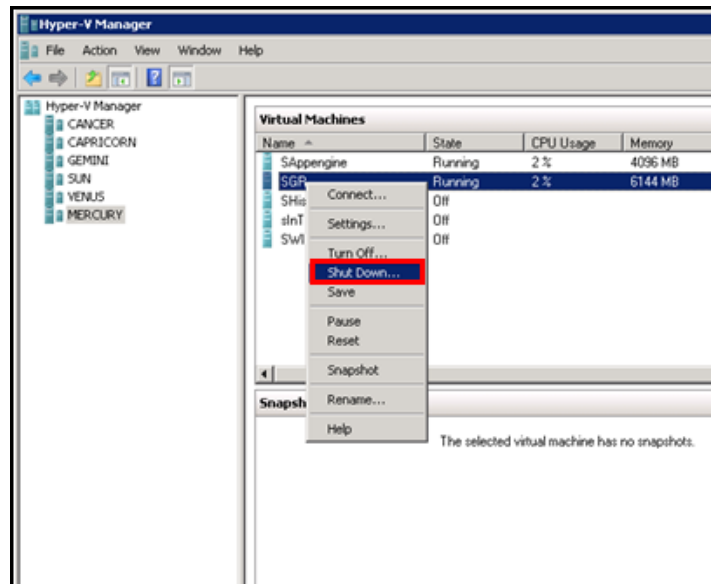 Hyper-V Manager
File Action View Window Help
Hyper-V Manager
CANCER
CAPRICORN
GEMINI
SUN
VENUS
MERCURY
Virtual Machines
Name State CPU Usage Memory
SAppengine Running 2 % 4096 MB
Running 2 % 6144 MB
Off
Off
Off
Connect...
Settings...
Turn Off...
Shut Down...
Save
Pause
Reset
Snapshot
Rename...
Help
The selected virtual machine has no snapshots.